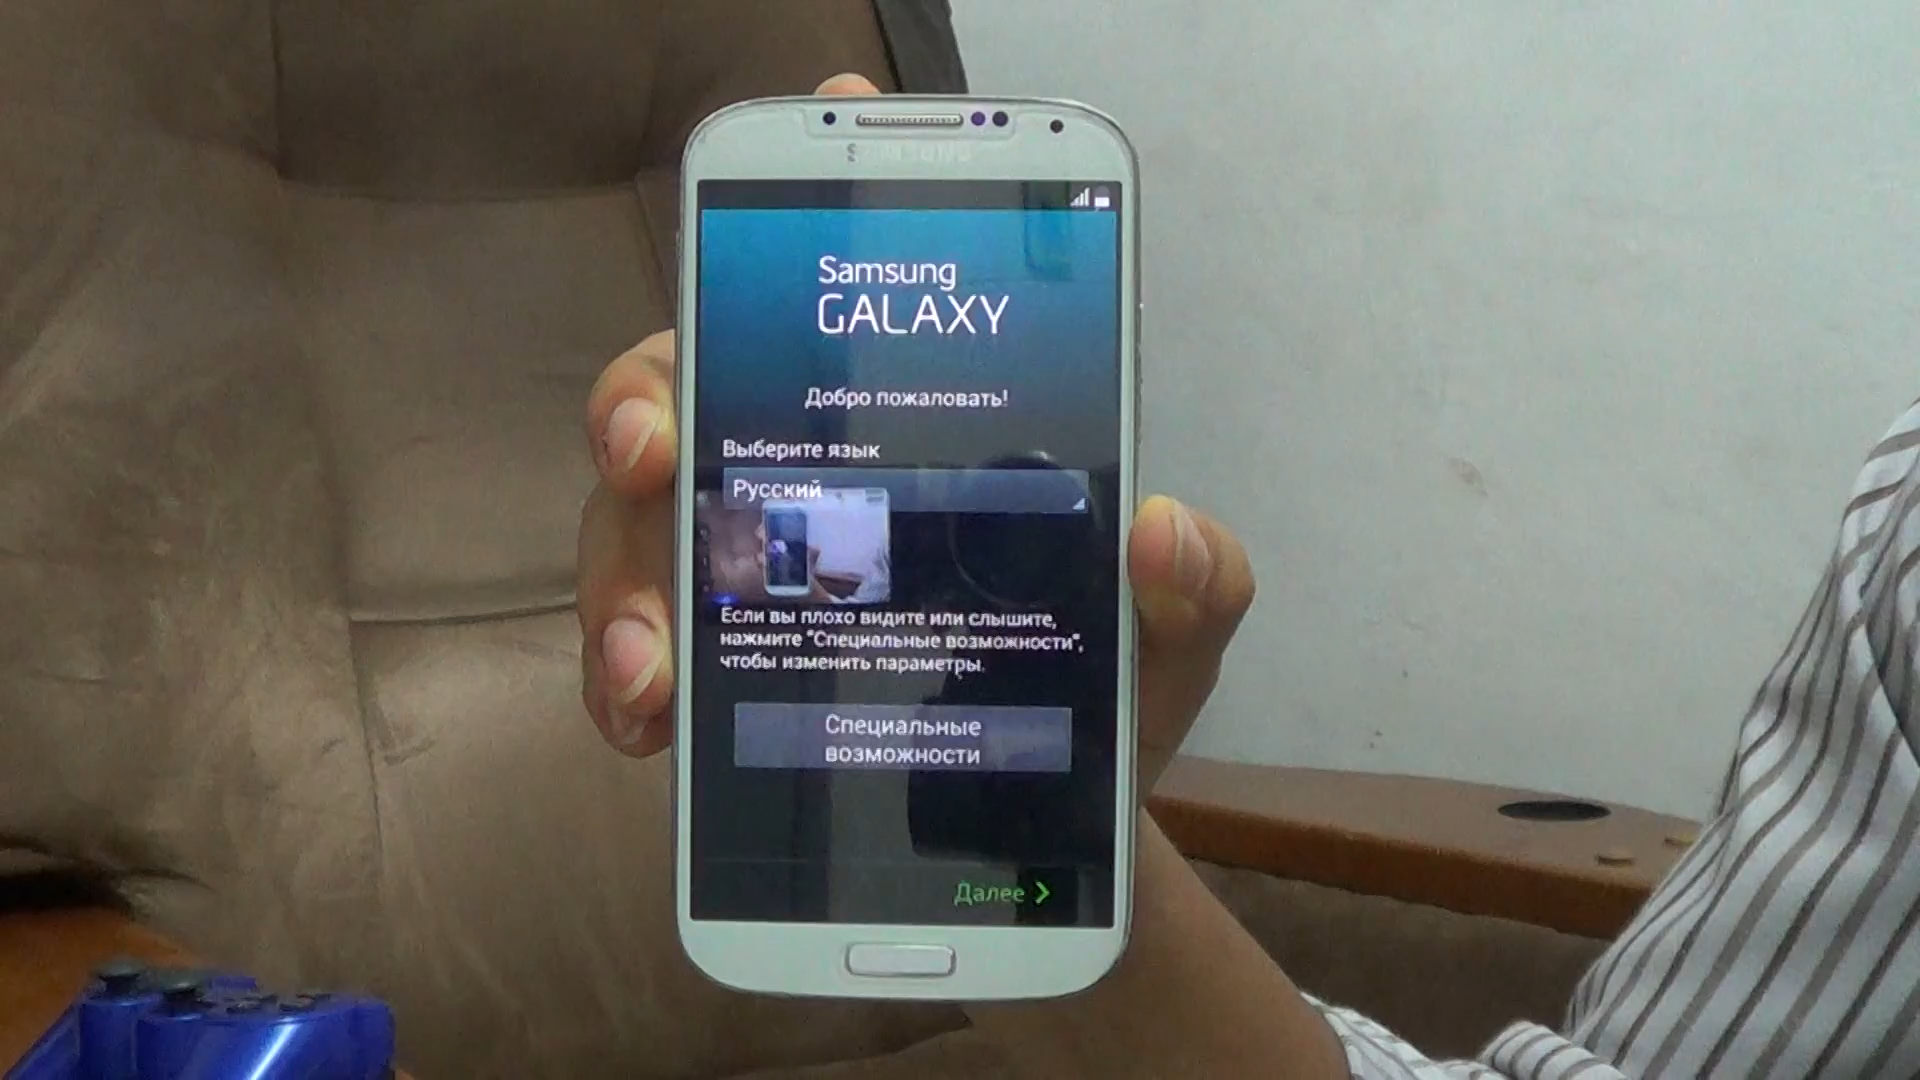 SAMSUNG
Samsung
GALAXY
Добро пожаловать!
Выберите язык
Русский
Если вы плохо видите или слышите,
нажмите "Специальные возможности",
чтобы изменить параметры.
Специальные
возможности
Далее